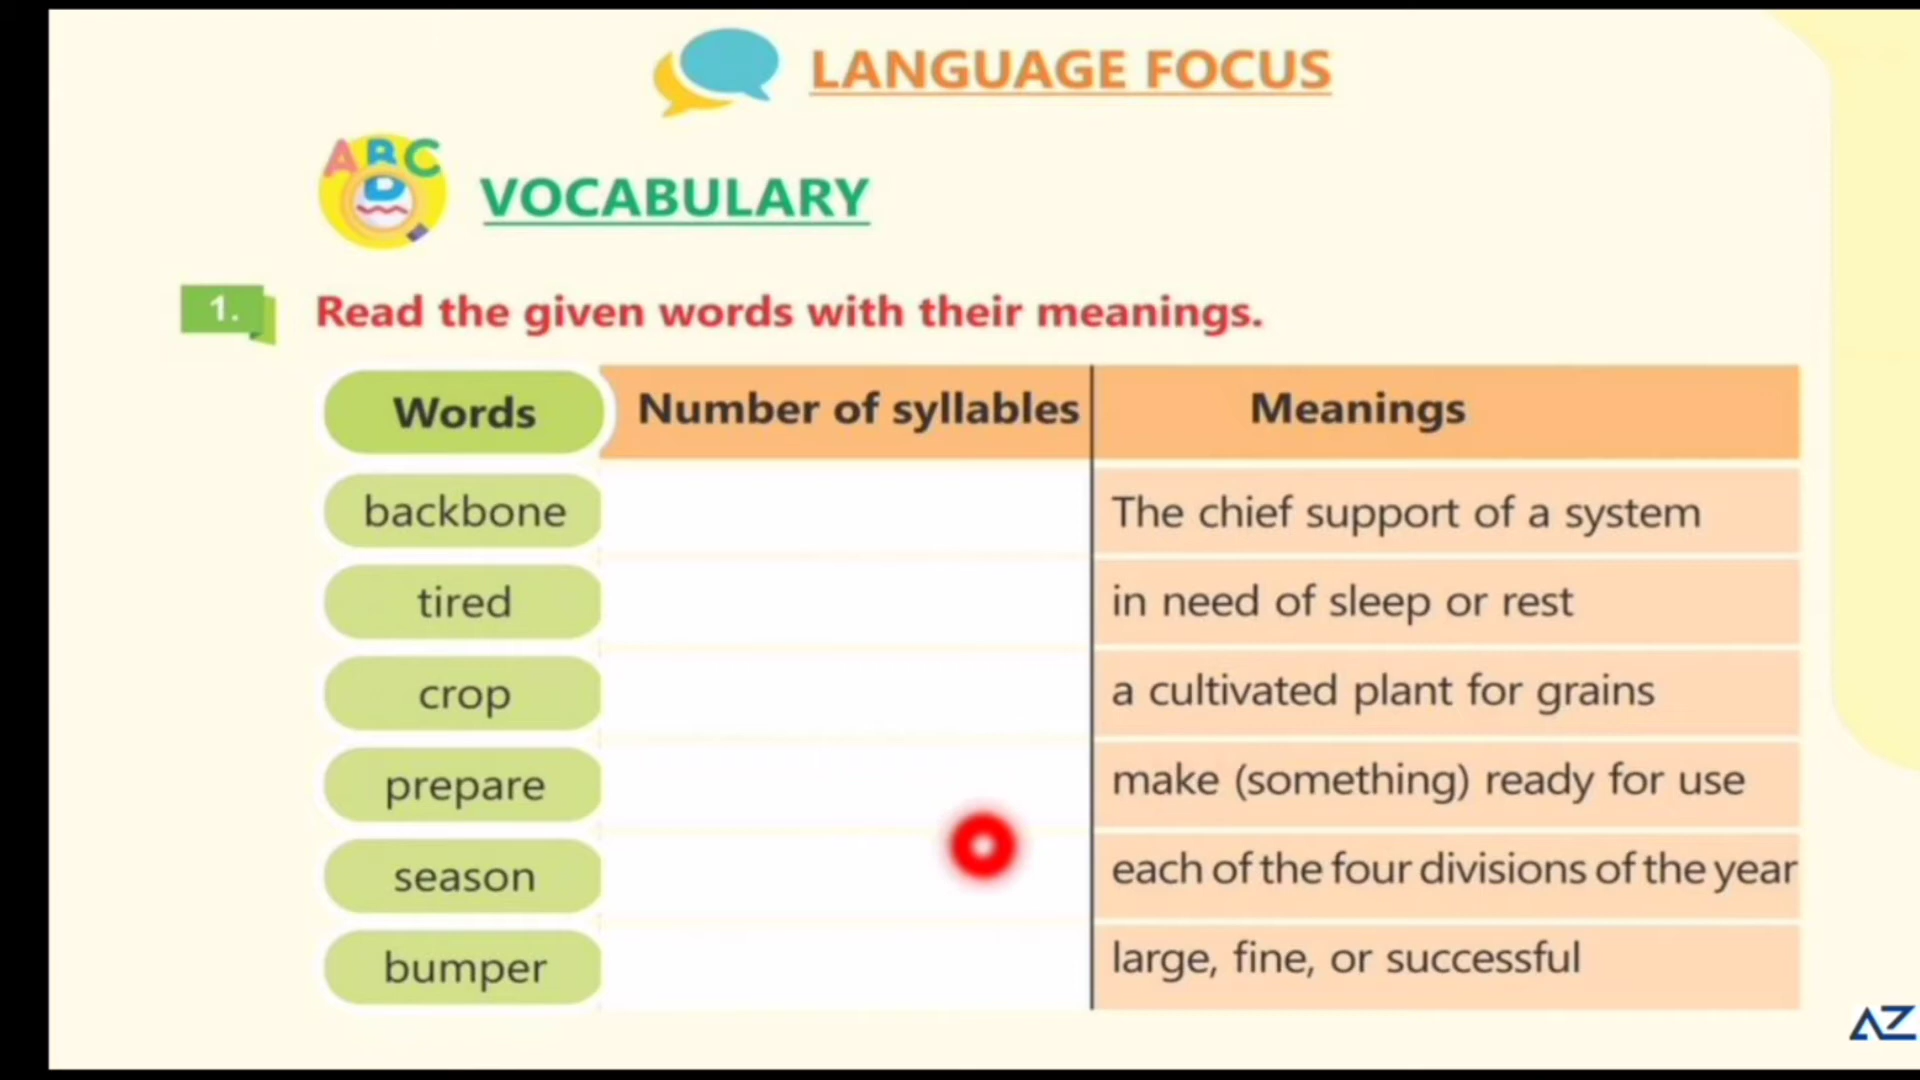 LANGUAGE FOCUS
A B C
VOCABULARY
1. Read the given words with their meanings.
Words Number of syllables Meanings
backbone The chief support of a system
tired in need of sleep or rest
crop a cultivated plant for grains
prepare make (something) ready for use
season each of the four divisions of the year
bumper large, fine, or successful
AZ